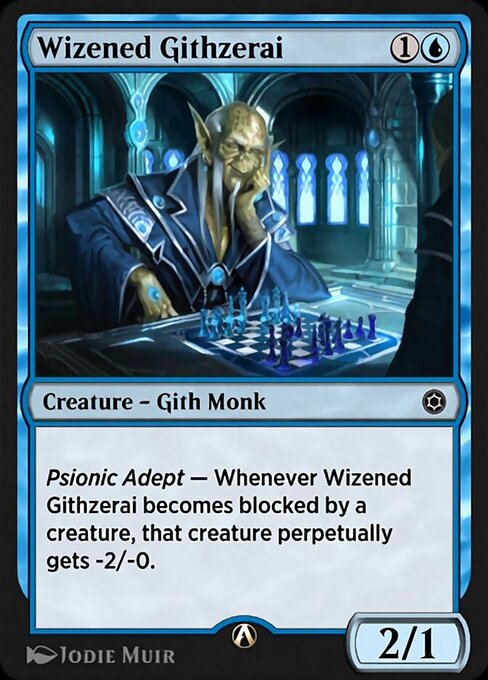 Wizened Githzerai 1
Creature – Gith Monk
Psionic Adept — Whenever Wizened
Githzerai becomes blocked by a
creature, that creature perpetually
gets -2/-0.
2/1
Jodie Muir